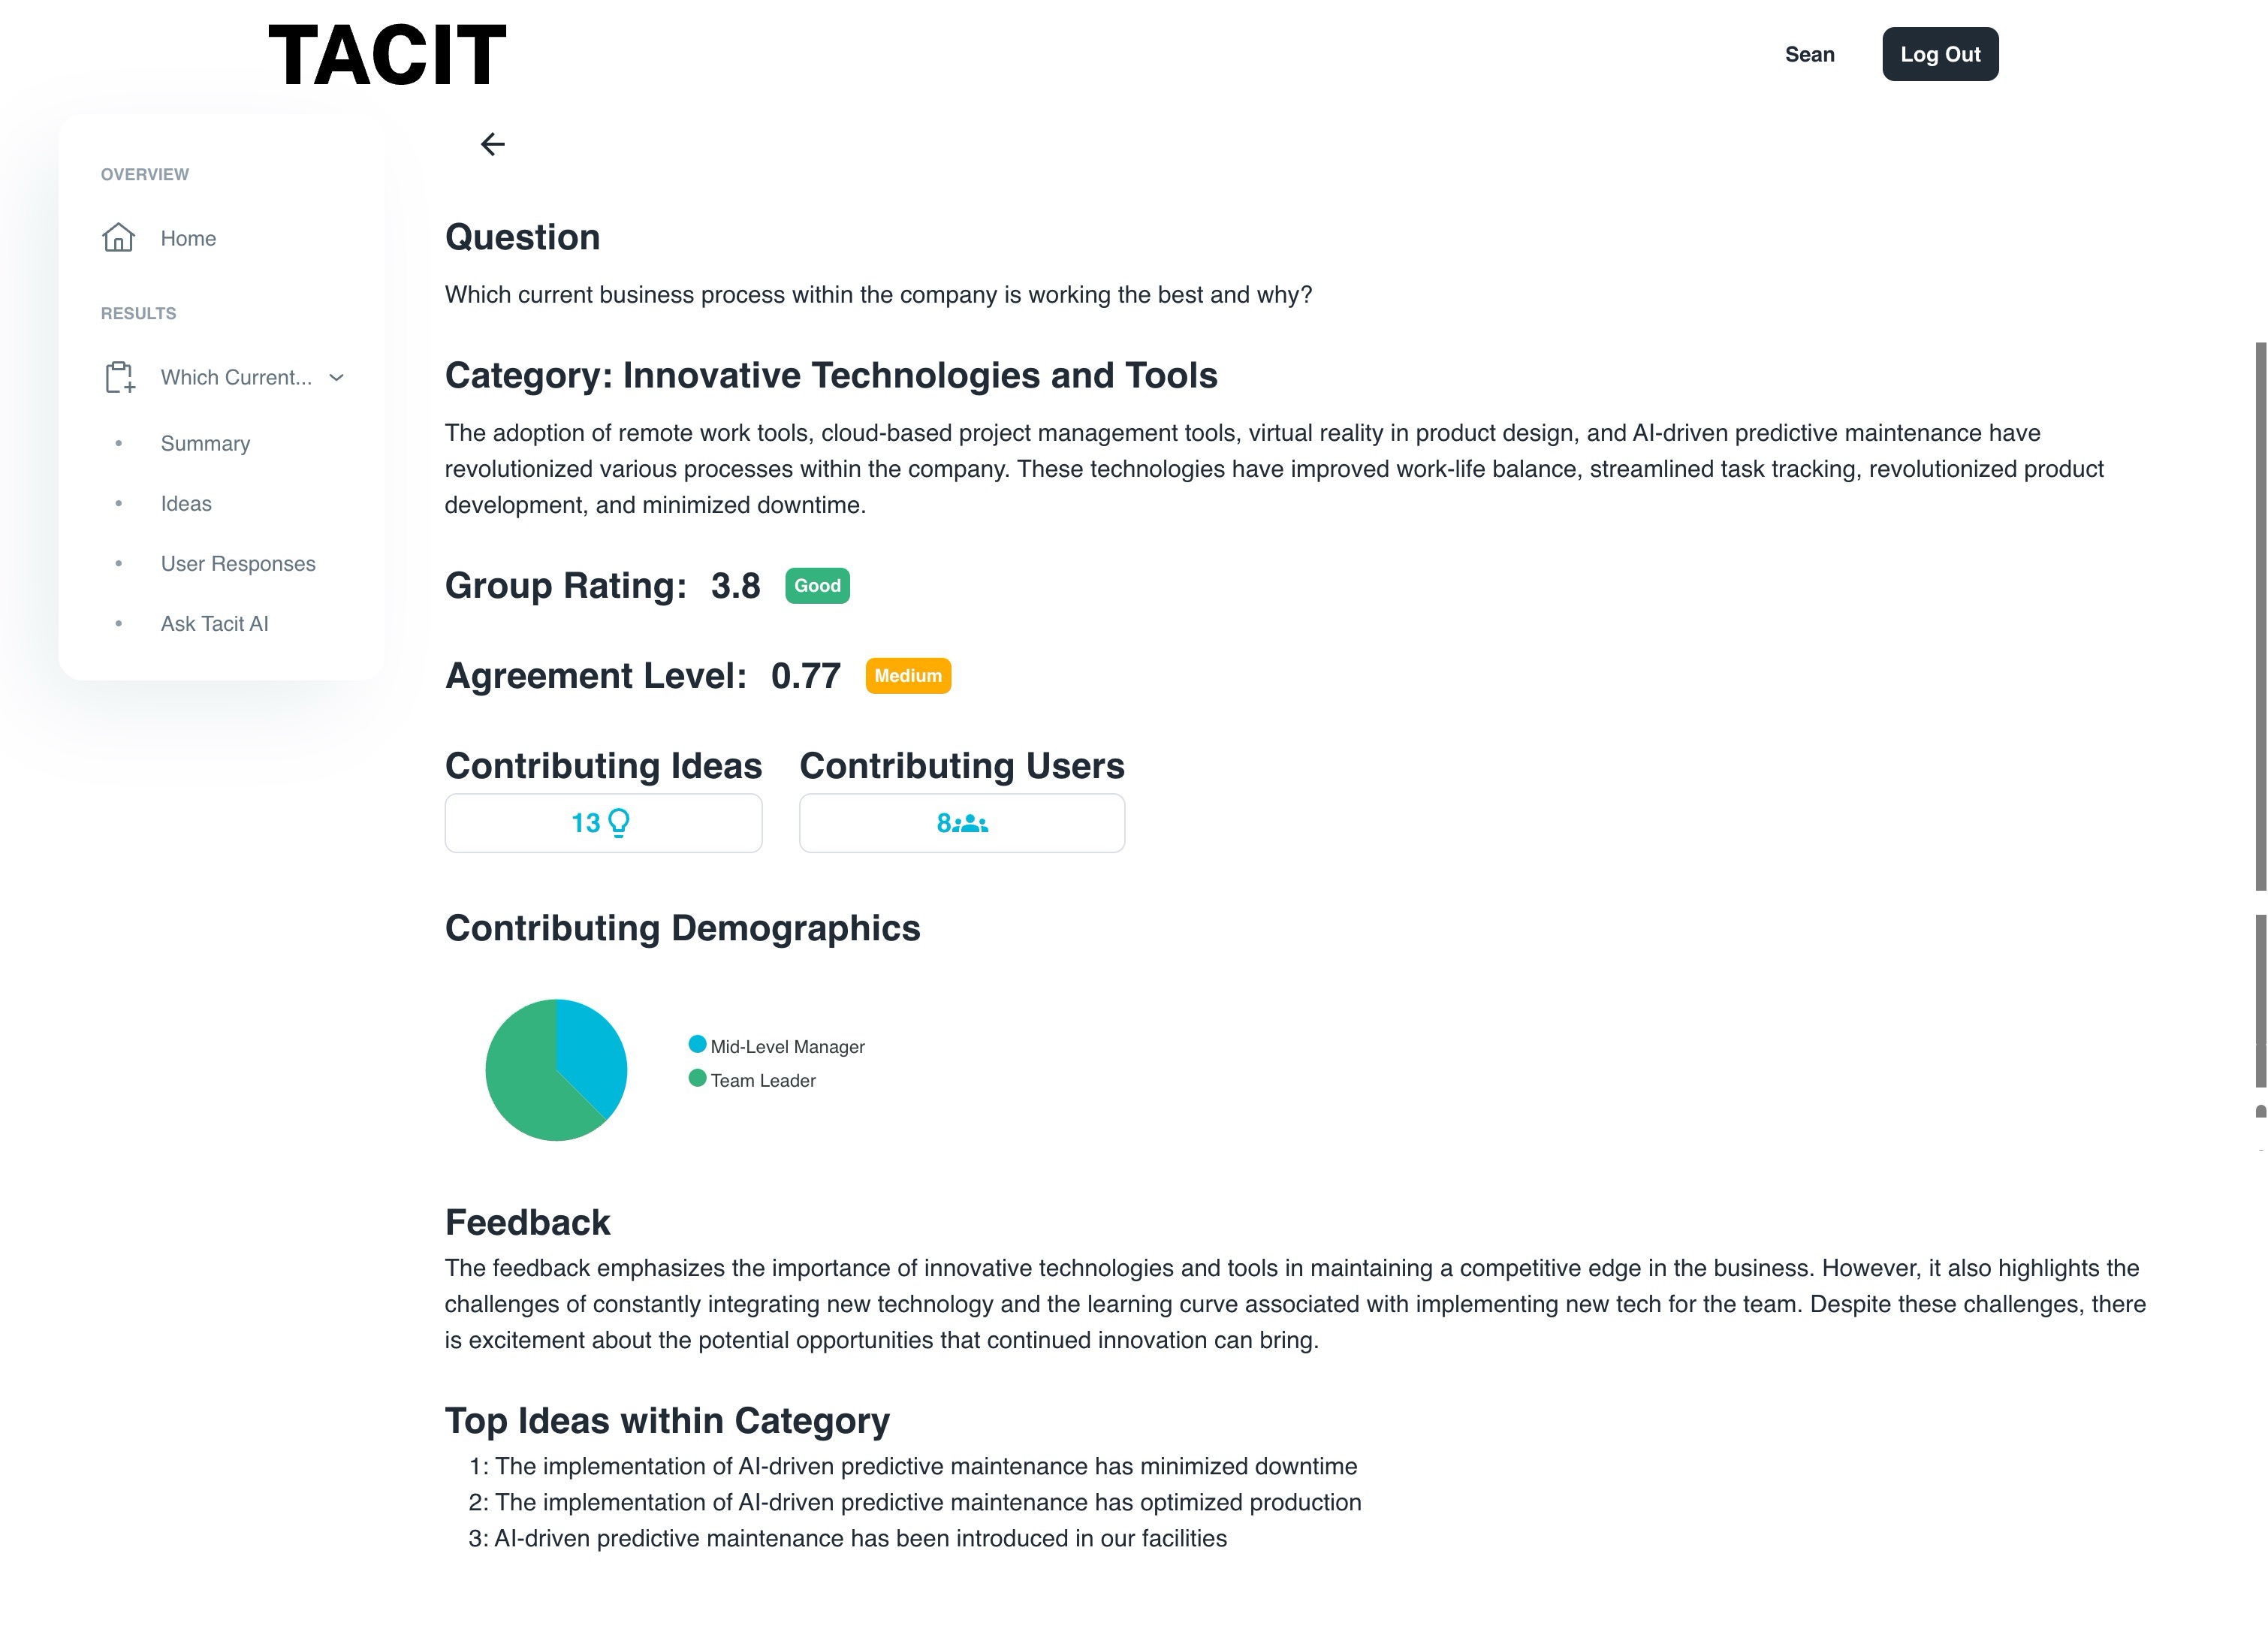 TACIT
Sean
Log Out
OVERVIEW
Home
RESULTS
Which Current...
Summary
Ideas
User Responses
Ask Tacit AI
Question
Which current business process within the company is working the best and why?
Category: Innovative Technologies and Tools
The adoption of remote work tools, cloud-based project management tools, virtual reality in product design, and AI-driven predictive maintenance have
revolutionized various processes within the company. These technologies have improved work-life balance, streamlined task tracking, revolutionized product
development, and minimized downtime.
Group Rating: 3.8 Good
Agreement Level: 0.77 Medium
Contributing Ideas
13
Contributing Users
8
Contributing Demographics
Mid-Level Manager
Team Leader
Feedback
The feedback emphasizes the importance of innovative technologies and tools in maintaining a competitive edge in the business. However, it also highlights the
challenges of constantly integrating new technology and the learning curve associated with implementing new tech for the team. Despite these challenges, there
is excitement about the potential opportunities that continued innovation can bring.
Top Ideas within Category
1: The implementation of AI-driven predictive maintenance has minimized downtime
2: The implementation of AI-driven predictive maintenance has optimized production
3: AI-driven predictive maintenance has been introduced in our facilities